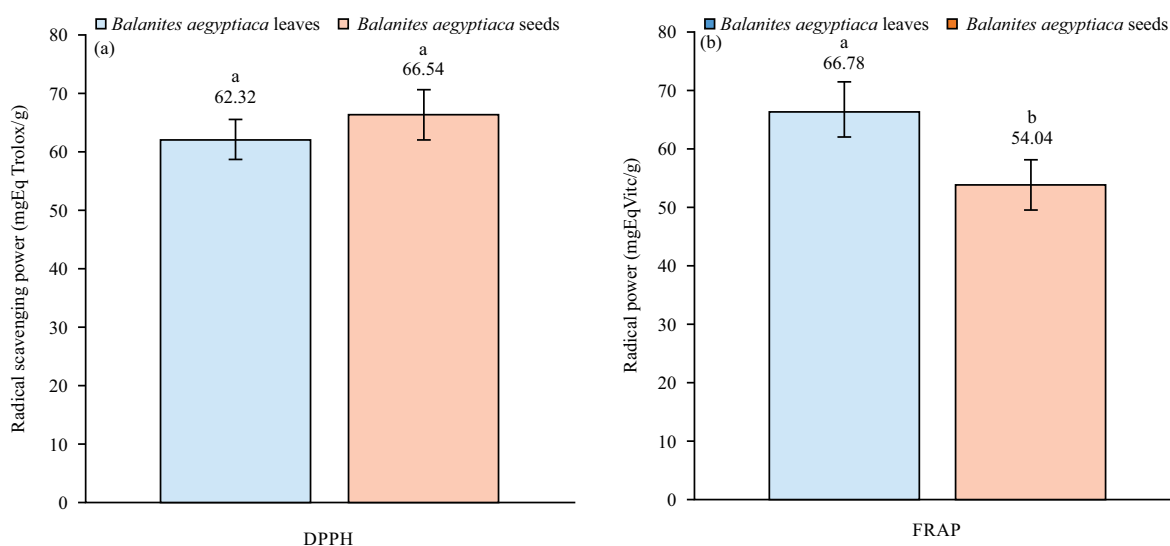 Balanites aegyptiaca leaves Balanites aegyptiaca seeds
(a)
Radical scavenging power (mgEq Trolox/g)
80
70
60
50
40
30
20
10
0
a
62.32
a
66.54
DPPH
Balanites aegyptiaca leaves Balanites aegyptiaca seeds
(b)
Radical power (mgEqVitc/g)
80
70
60
50
40
30
20
10
0
a
66.78
b
54.04
FRAP